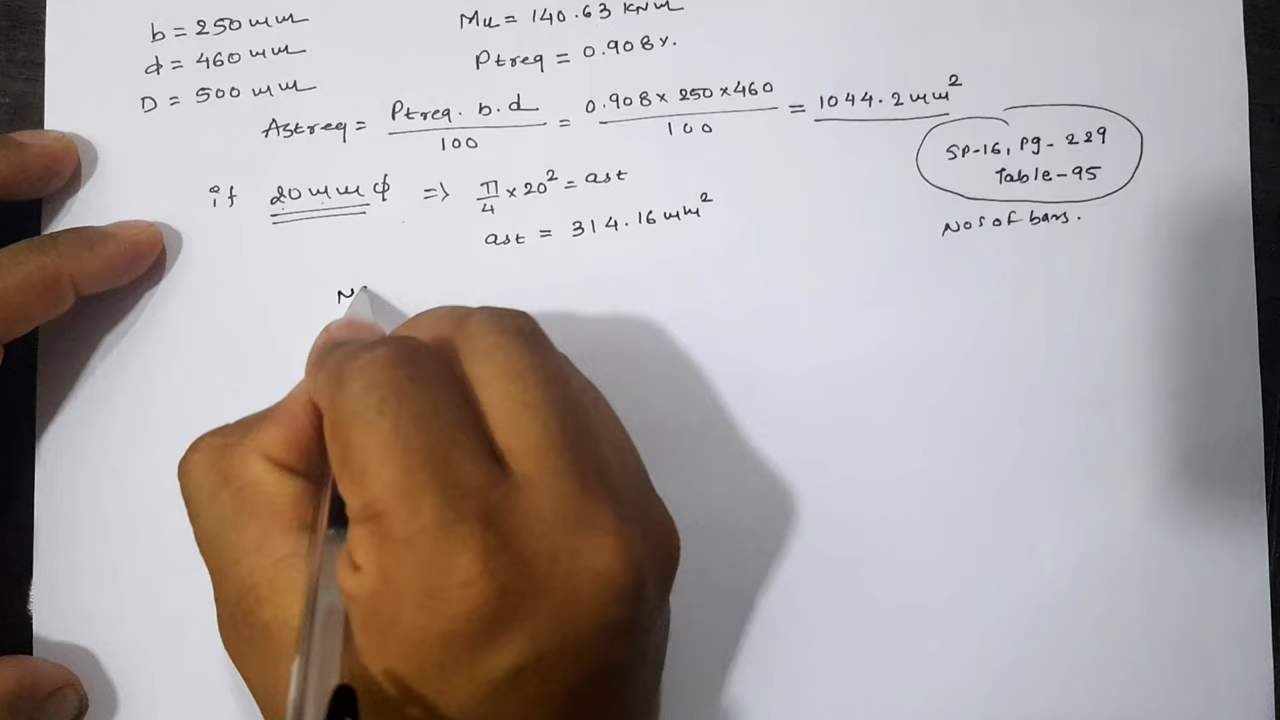 b = 250 mm
Mu = 140.63 KNm
d = 460 mm
Ptreq = 0.908%.
D = 500 mm
Astreq = Ptreq. b.d / 100 = 0.908 x 250 x 460 / 100 = 1044.2 mm²
SP-16, Pg - 229
Table-95
Nos of bars.
if 20mm ϕ => π/4 x 20² = ast
ast = 314.16 mm²